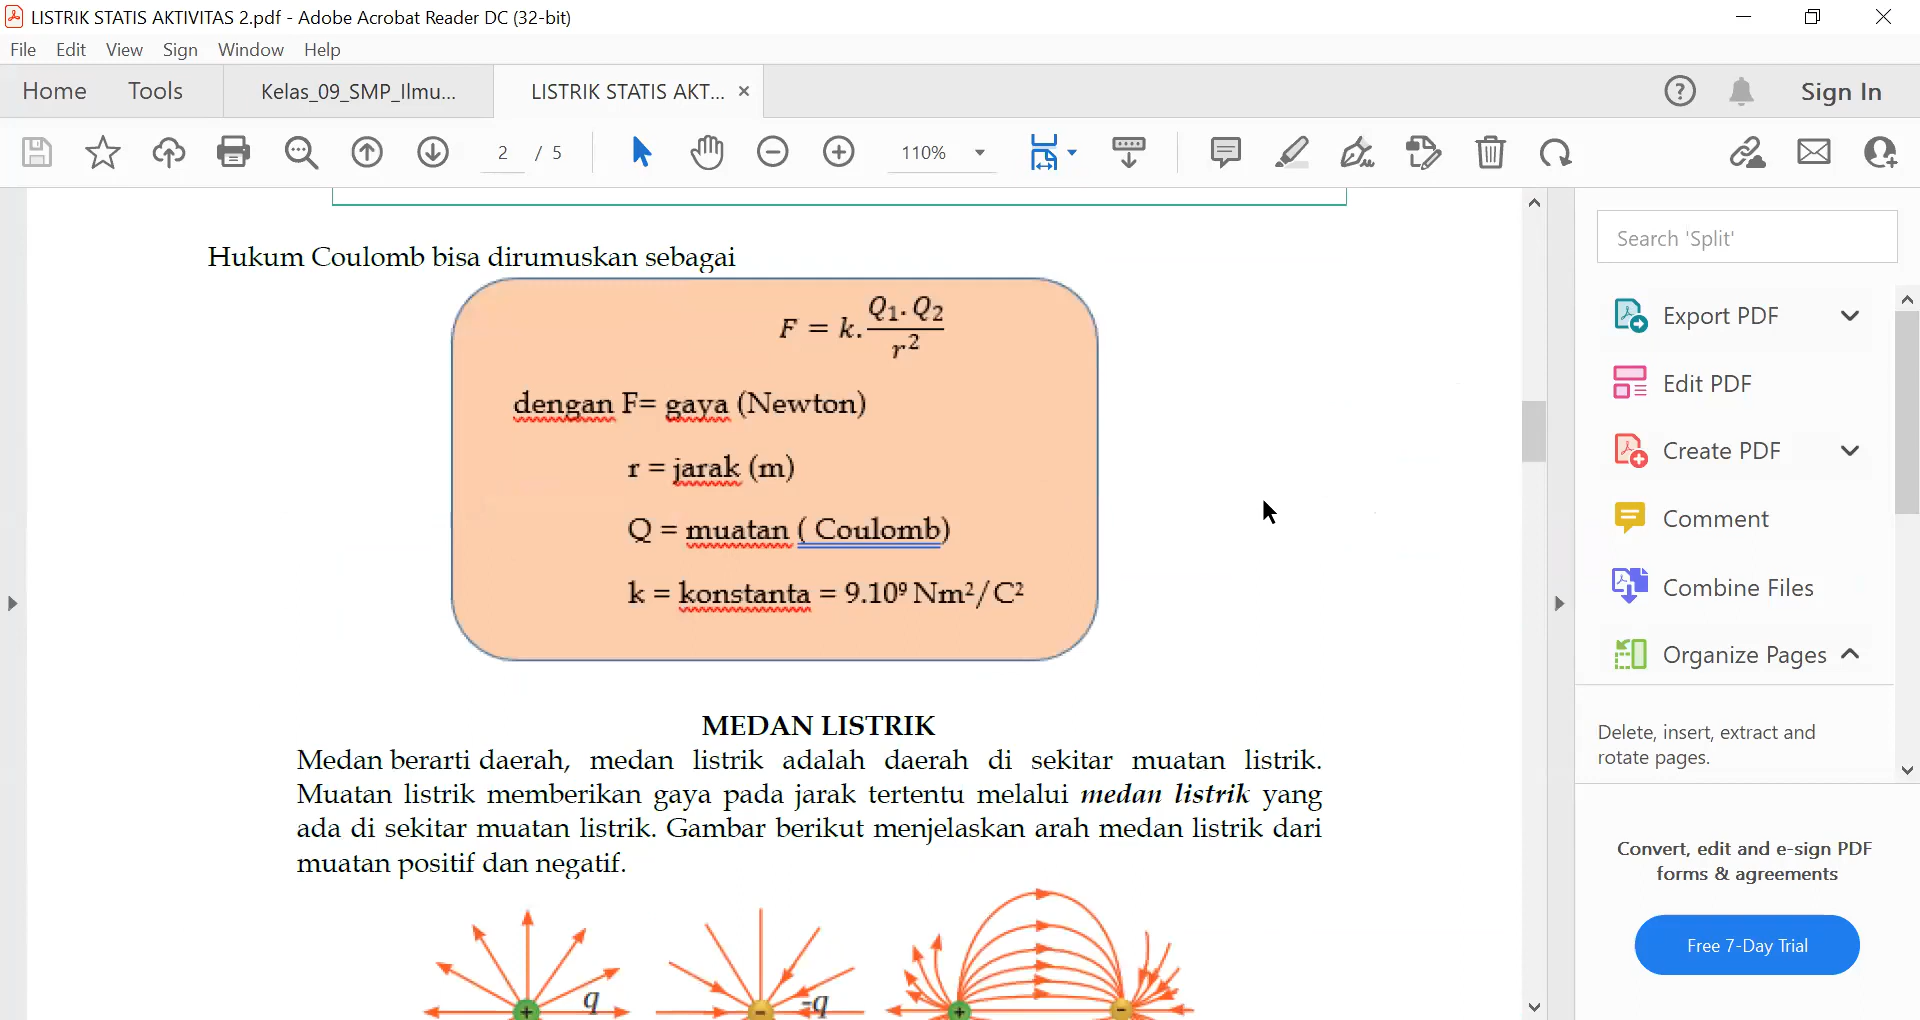 LISTRIK STATIS AKTIVITAS 2.pdf - Adobe Acrobat Reader DC (32-bit)
File Edit View Sign Window Help
Home Tools Kelas_09_SMP_Ilmu... LISTRIK STATIS AKT... × ? Sign In
2 / 5 110%
Hukum Coulomb bisa dirumuskan sebagai
F = k. Q₁. Q₂ / r²
dengan F= gaya (Newton)
r = jarak (m)
Q = muatan ( Coulomb)
k = konstanta = 9.10⁹ Nm²/C²
MEDAN LISTRIK
Medan berarti daerah, medan listrik adalah daerah di sekitar muatan listrik.
Muatan listrik memberikan gaya pada jarak tertentu melalui medan listrik yang
ada di sekitar muatan listrik. Gambar berikut menjelaskan arah medan listrik dari
muatan positif dan negatif.
+ q - -q + -
Search 'Split'
Export PDF
Edit PDF
Create PDF
Comment
Combine Files
Organize Pages
Delete, insert, extract and
rotate pages.
Convert, edit and e-sign PDF
forms & agreements
Free 7-Day Trial